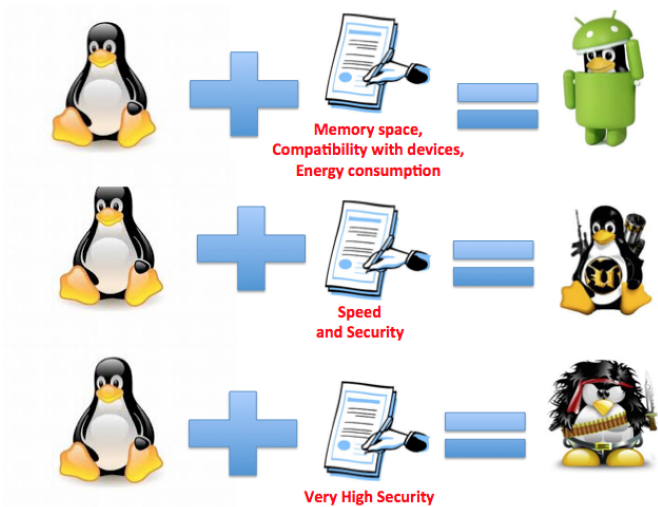 Memory space,
Compatibility with devices,
Energy consumption
Speed
and Security
Very High Security